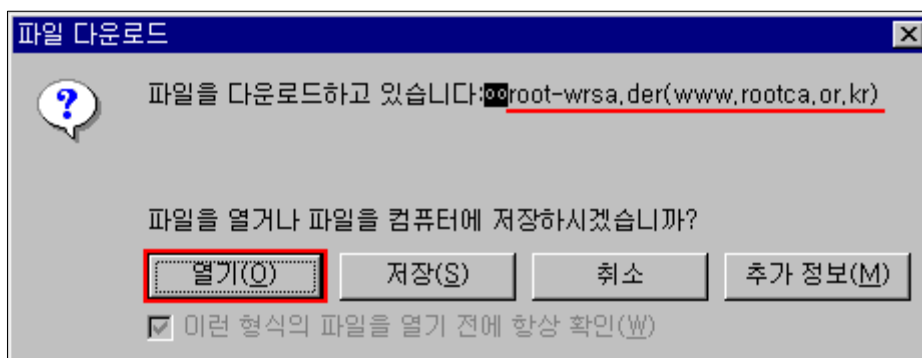 파일 다운로드
파일을 다운로드하고 있습니다:root-wrsa.der(www.rootca.or.kr)
파일을 열거나 파일을 컴퓨터에 저장하시겠습니까?
열기(O) 저장(S) 취소 추가 정보(M)
이런 형식의 파일을 열기 전에 항상 확인(W)